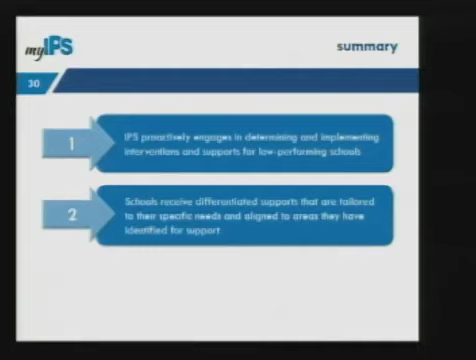 myIPS
summary
30
1
IPS proactively engages in determining and implementing
interventions and supports for low-performing schools
2
Schools receive differentiated supports that are tailored
to their specific needs and aligned to areas they have
identified for support